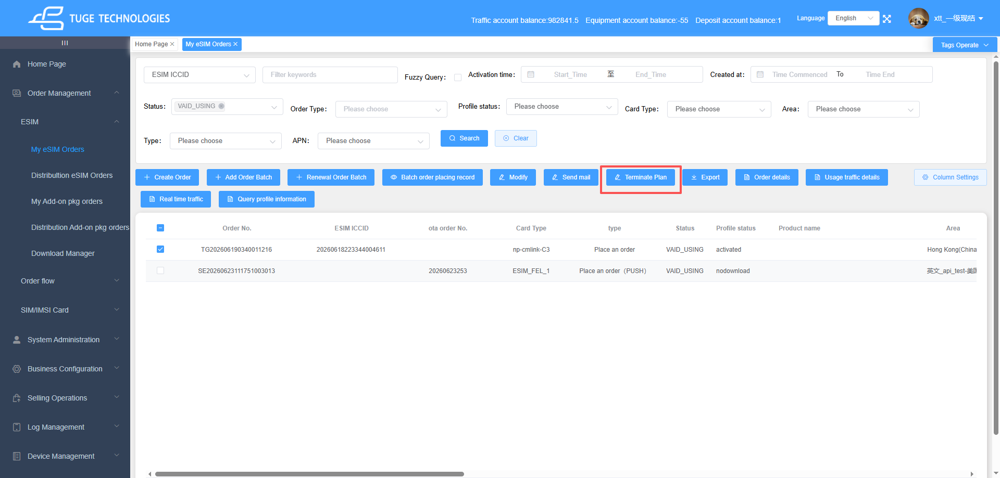 TUGE TECHNOLOGIES
Traffic account balance:982841.5 Equipment account balance:-55 Deposit account balance:1 Language English xtt_一级现结
Home Page My eSIM Orders Tags Operate
Home Page
Order Management
ESIM
My eSIM Orders
Distribultion eSIM Orders
My Add-on pkg orders
Distribution Add-on pkg orders
Download Manager
Order flow
SIM/IMSI Card
System Administration
Business Configuration
Selling Operations
Log Management
Device Management
ESIM ICCID Filter keywords Fuzzy Query: Activation time: Start_Time 至 End_Time Created at: Time Commenced To Time End
Status: VAID_USING Order Type: Please choose Profile status: Please choose Card Type: Please choose Area: Please choose
Type: Please choose APN: Please choose Search Clear
Create Order Add Order Batch Renewal Order Batch Batch order placing record Modify Send mail Terminate Plan Export Order details Usage traffic details Column Settings
Real time traffic Query profile information
Order No. ESIM ICCID ota order No. Card Type type Status Profile status Product name Area
TG202606190340011216 20260618223344004611 np-cmlink-C3 Place an order VAID_USING activated Hong Kong(China
SE20260623111751003013 20260623253 ESIM_FEL_1 Place an order（PUSH） VAID_USING nodownload 英文_api_test-美国